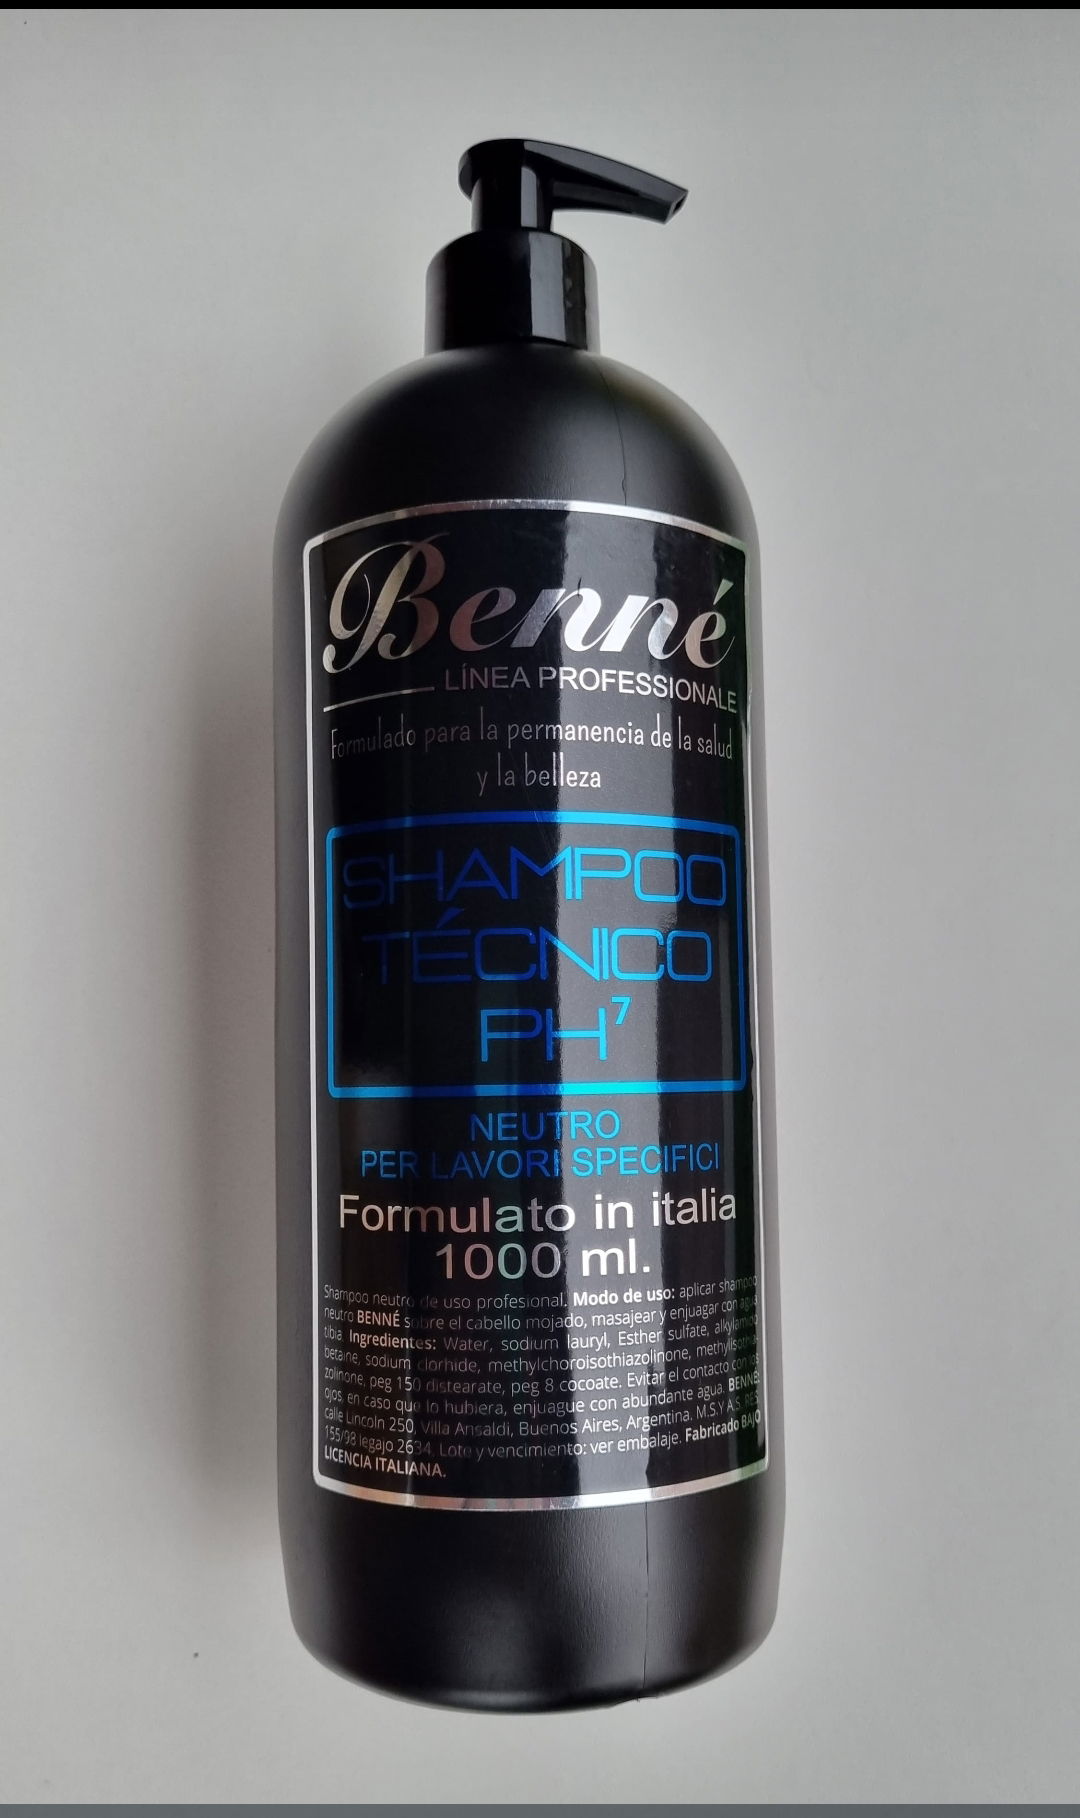 Benné
LÍNEA PROFESSIONALE
Formulado para la permanencia de la salud
y la belleza
SHAMPOO
TÉCNICO
PH7
NEUTRO
PER LAVORI SPECIFICI
Formulato in italia
1000 ml.
Shampoo neutro de uso profesional. Modo de uso: aplicar shampoo
neutro BENNÉ sobre el cabello mojado, masajear y enjuagar con agua
tibia. Ingredientes: Water, sodium lauryl, Esther sulfate, alkylamido
betaine, sodium clorhide, methylchoroisothiazolinone, methylisothia-
zolinone, peg 150 distearate, peg 8 cocoate. Evitar el contacto con los
ojos, en caso que lo hubiera, enjuague con abundante agua. BENNÉ:
calle Lincoln 250, Villa Ansaldi, Buenos Aires, Argentina. M.S.Y A.S. RES.
155/98 legajo 2634. Lote y vencimiento: ver embalaje. Fabricado BAJO
LICENCIA ITALIANA.